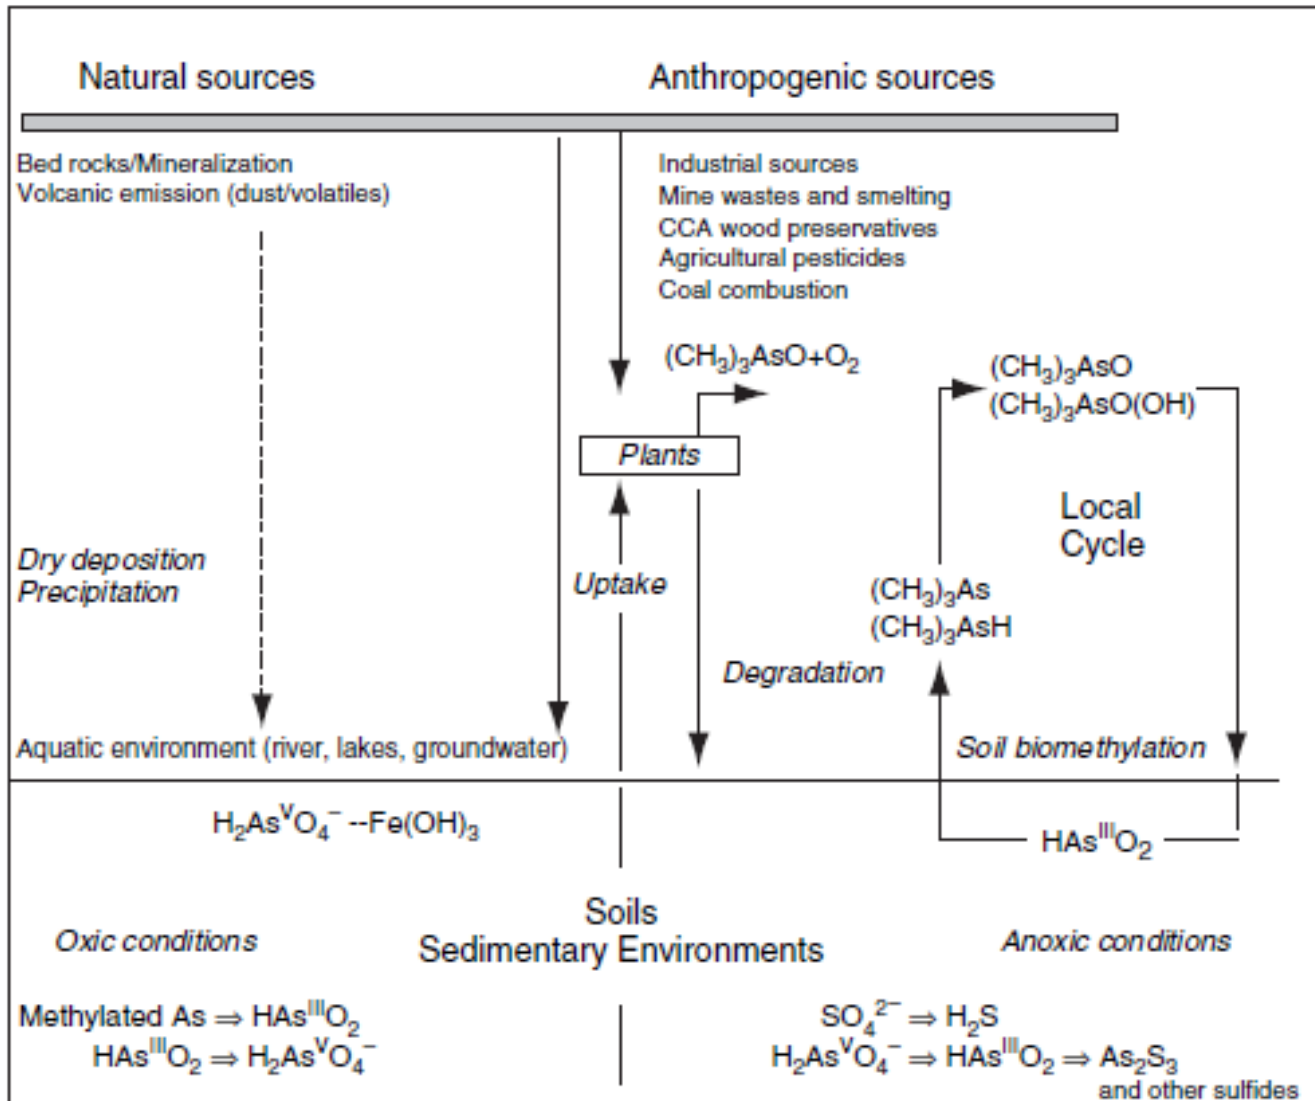 Natural sources
Anthropogenic sources
Bed rocks/Mineralization
Volcanic emission (dust/volatiles)
Industrial sources
Mine wastes and smelting
CCA wood preservatives
Agricultural pesticides
Coal combustion
(CH₃)₃AsO+O₂
(CH₃)₃AsO
(CH₃)₃AsO(OH)
Plants
Local
Cycle
Dry deposition
Precipitation
Uptake
(CH₃)₃As
(CH₃)₃AsH
Degradation
Aquatic environment (river, lakes, groundwater)
Soil biomethylation
H₂AsⱽO₄⁻ --Fe(OH)₃
HAsᴵᴵᴵO₂
Soils
Sedimentary Environments
Oxic conditions
Anoxic conditions
Methylated As ⇒ HAsᴵᴵᴵO₂
HAsᴵᴵᴵO₂ ⇒ H₂AsⱽO₄⁻
SO₄²⁻ ⇒ H₂S
H₂AsⱽO₄⁻ ⇒ HAsᴵᴵᴵO₂ ⇒ As₂S₃
and other sulfides